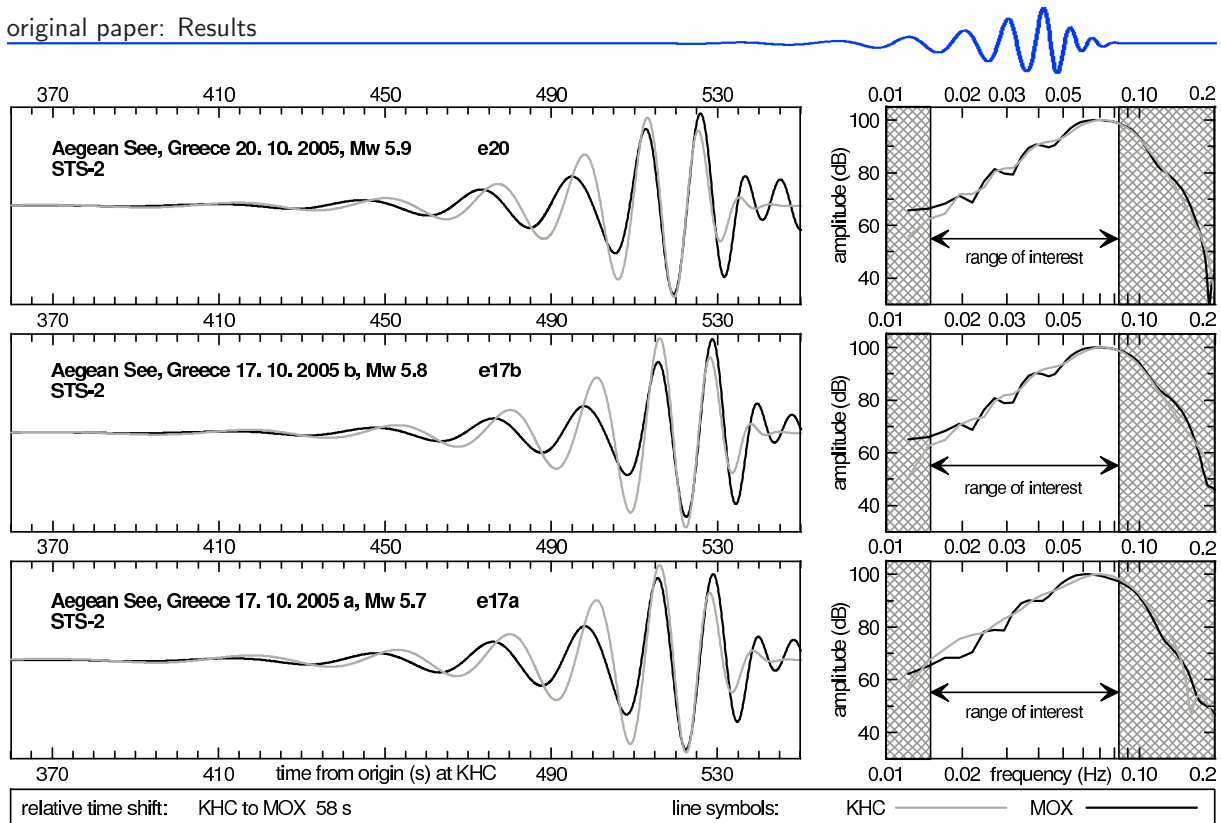 original paper: Results
370 410 450 490 530
0.01 0.02 0.03 0.05 0.10 0.2
Aegean See, Greece 20. 10. 2005, Mw 5.9 e20
STS-2
100
80
60
40
amplitude (dB)
range of interest
370 410 450 490 530
0.01 0.02 0.03 0.05 0.10 0.2
Aegean See, Greece 17. 10. 2005 b, Mw 5.8 e17b
STS-2
100
80
60
40
amplitude (dB)
range of interest
370 410 450 490 530
0.01 0.02 0.03 0.05 0.10 0.2
Aegean See, Greece 17. 10. 2005 a, Mw 5.7 e17a
STS-2
100
80
60
40
amplitude (dB)
range of interest
370 410 time from origin (s) at KHC 490 530
0.01 0.02 frequency (Hz) 0.10 0.2
relative time shift: KHC to MOX 58 s line symbols: KHC MOX